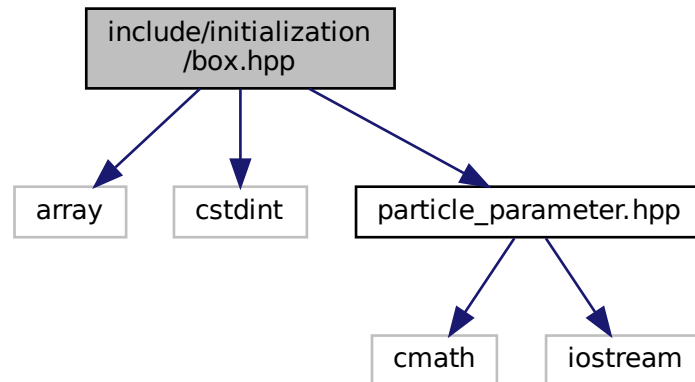 include/initialization
/box.hpp
array
cstdint
particle_parameter.hpp
cmath
iostream